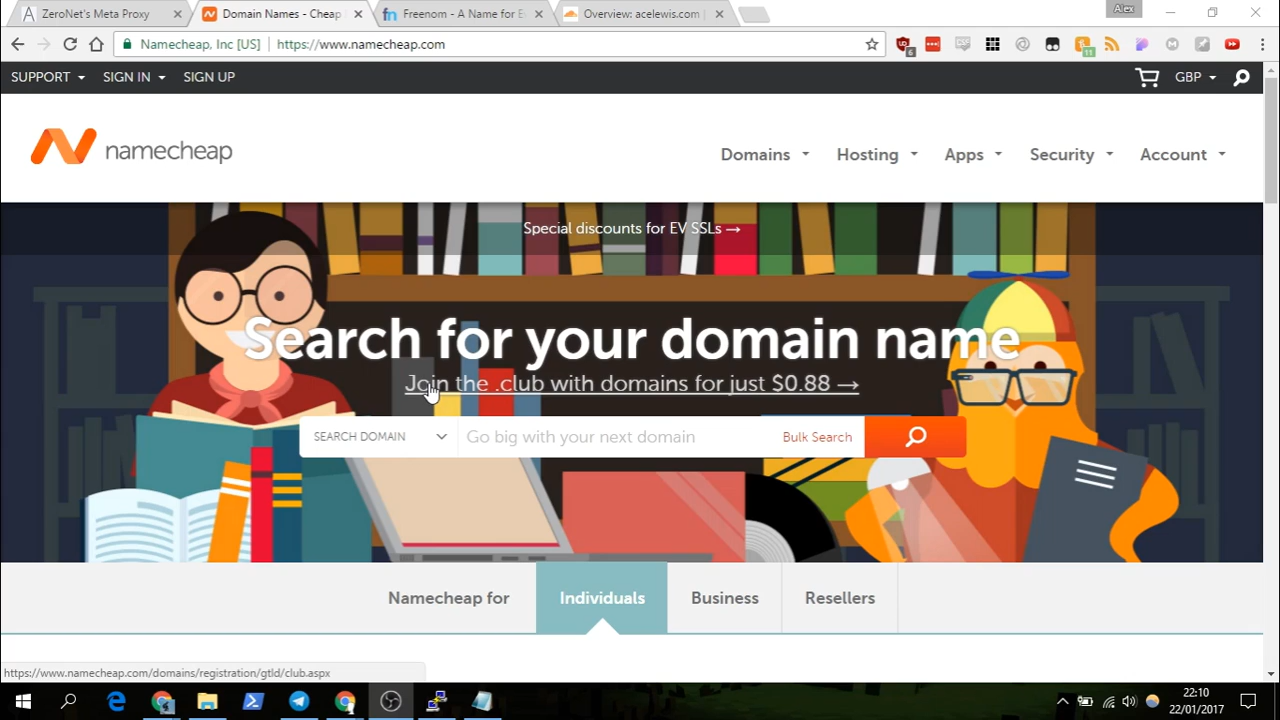 ZeroNet's Meta Proxy
Domain Names - Cheap
Freenom - A Name for E
Overview: acelewis.com
Alex
Namecheap, Inc [US]
https://www.namecheap.com
6
11
SUPPORT
SIGN IN
SIGN UP
GBP
namecheap
Domains
Hosting
Apps
Security
Account
Special discounts for EV SSLs →
Search for your domain name
Join the .club with domains for just $0.88 →
SEARCH DOMAIN
Go big with your next domain
Bulk Search
Namecheap for
Individuals
Business
Resellers
https://www.namecheap.com/domains/registration/gtld/club.aspx
22:10
22/01/2017